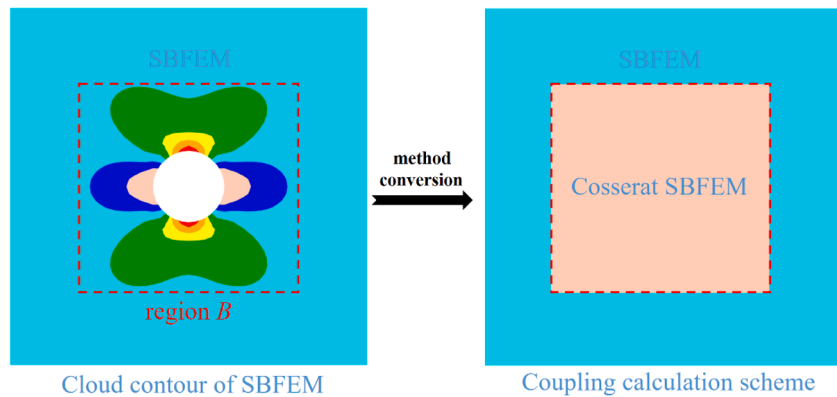 SBFEM
SBFEM
method
conversion
Cosserat SBFEM
region B
Cloud contour of SBFEM
Coupling calculation scheme